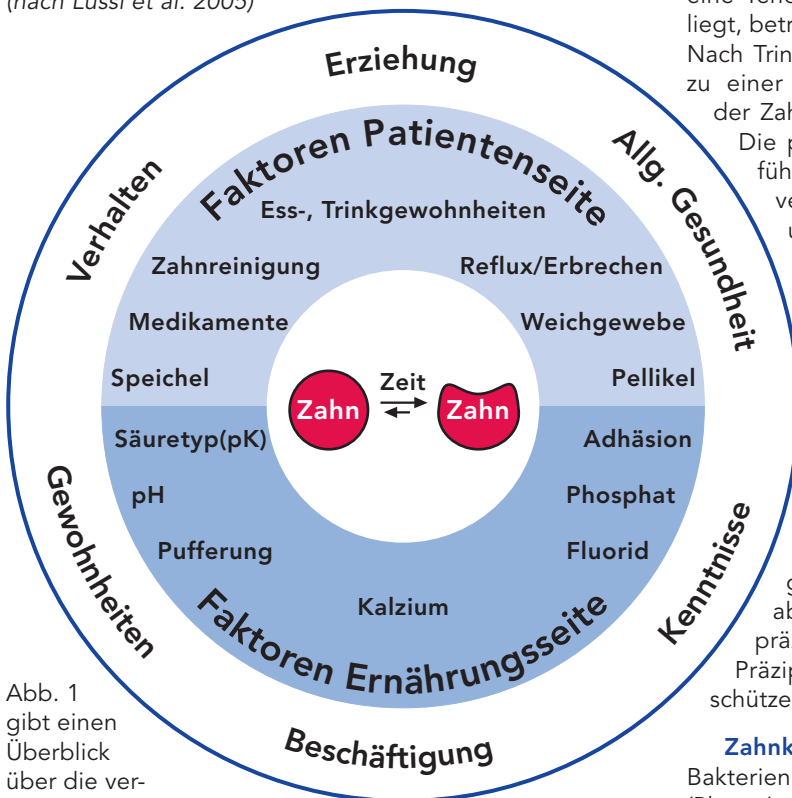 (nach Lussi et al. 2005)
Erziehung
Verhalten
Allg. Gesundheit
Faktoren Patientenseite
Ess-, Trinkgewohnheiten
Zahnreinigung
Reflux/Erbrechen
Medikamente
Weichgewebe
Speichel
Pellikel
Zahn
Zeit
Zahn
Säuretyp(pK)
Adhäsion
pH
Phosphat
Pufferung
Fluorid
Kalzium
Faktoren Ernährungsseite
Gewohnheiten
Kenntnisse
Beschäftigung
Abb. 1
gibt einen
Überblick
über die ver-
liegt, betr
Nach Trin
zu einer
der Zah
Die p
füh
ve
u
g
ab
prä
Präzip
schütze
Zahnk
Bakterien